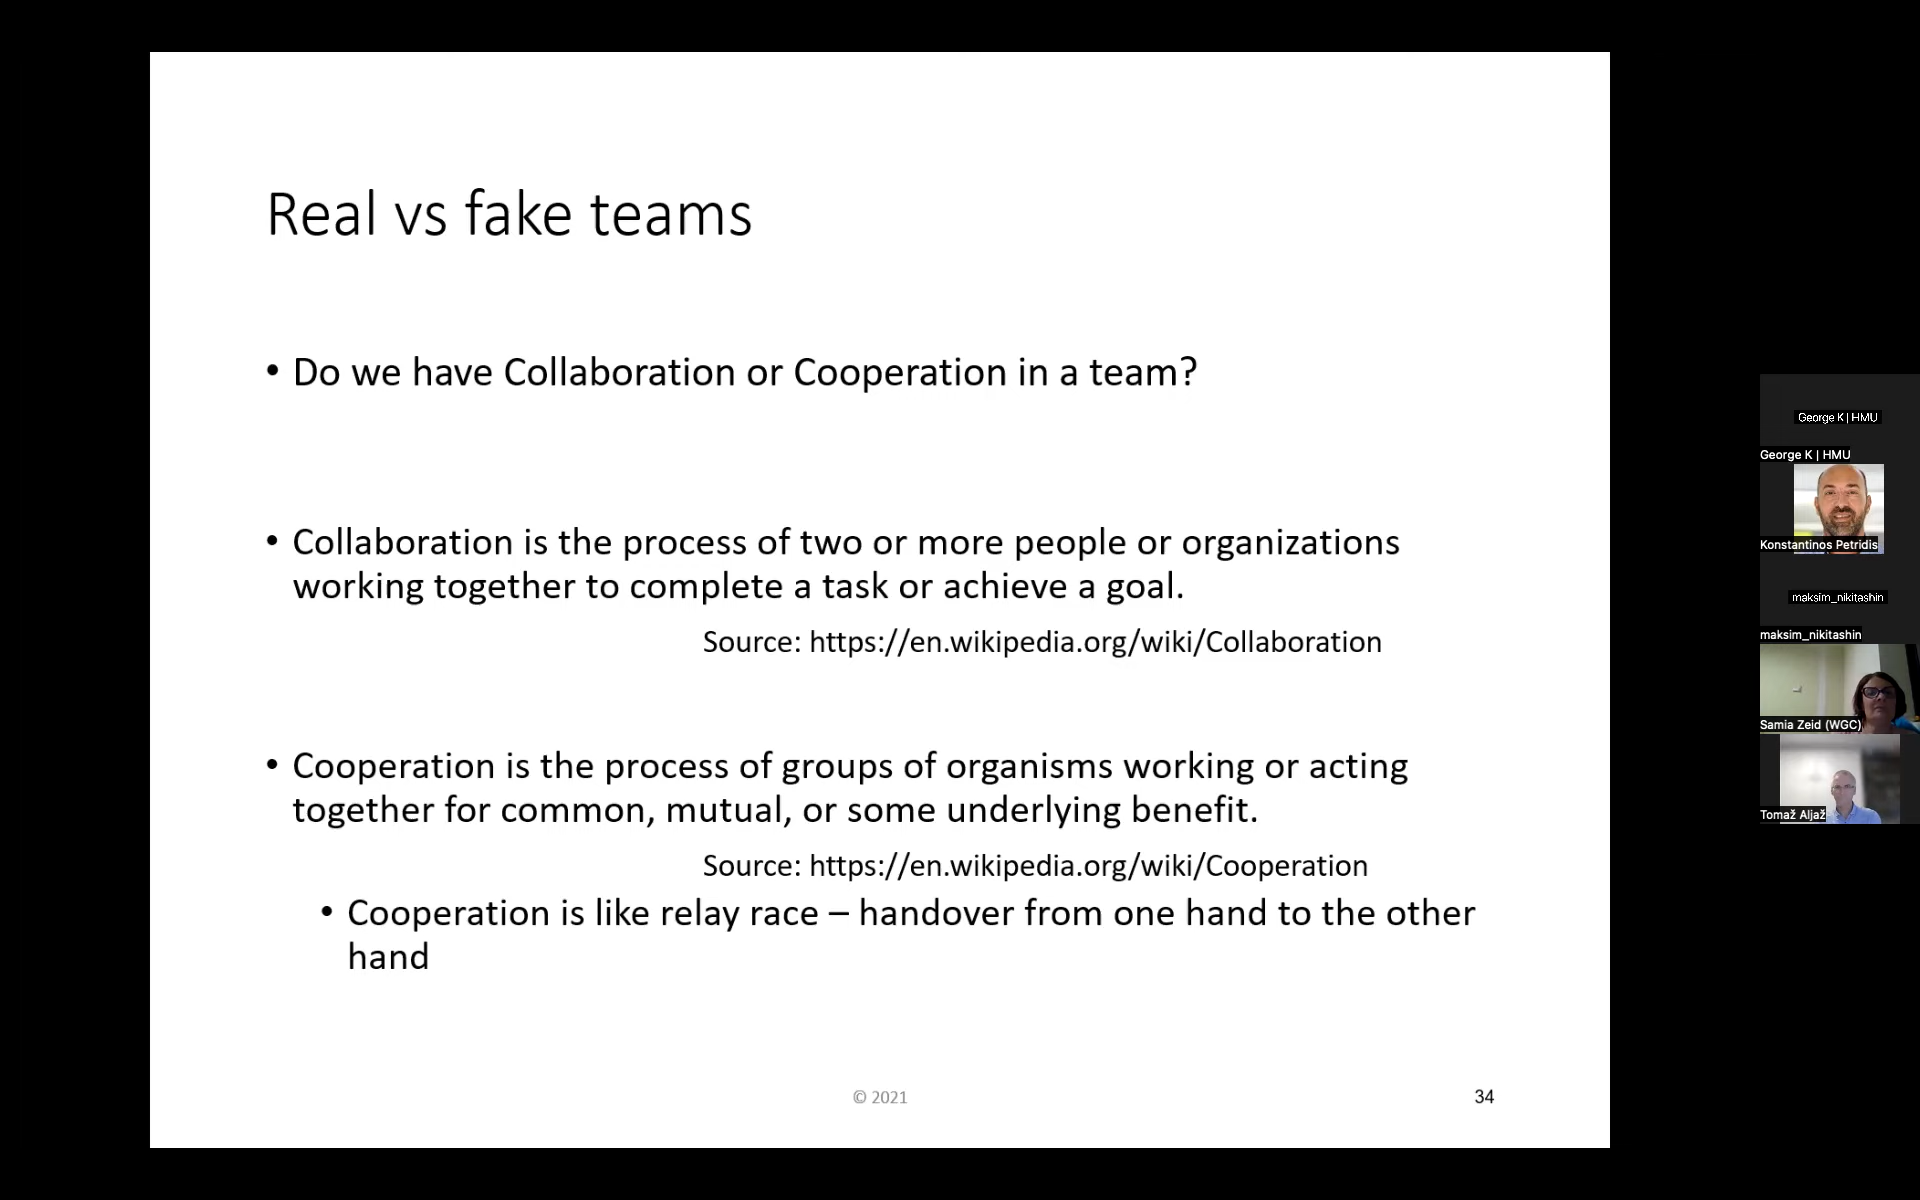 Real vs fake teams
• Do we have Collaboration or Cooperation in a team?
• Collaboration is the process of two or more people or organizations
working together to complete a task or achieve a goal.
Source: https://en.wikipedia.org/wiki/Collaboration
• Cooperation is the process of groups of organisms working or acting
together for common, mutual, or some underlying benefit.
Source: https://en.wikipedia.org/wiki/Cooperation
• Cooperation is like relay race – handover from one hand to the other
hand
© 2021
34
George K | HMU
George K | HMU
Konstantinos Petridis
maksim_nikitashin
maksim_nikitashin
Samia Zeid (WGC)
Tomaž Aljaž